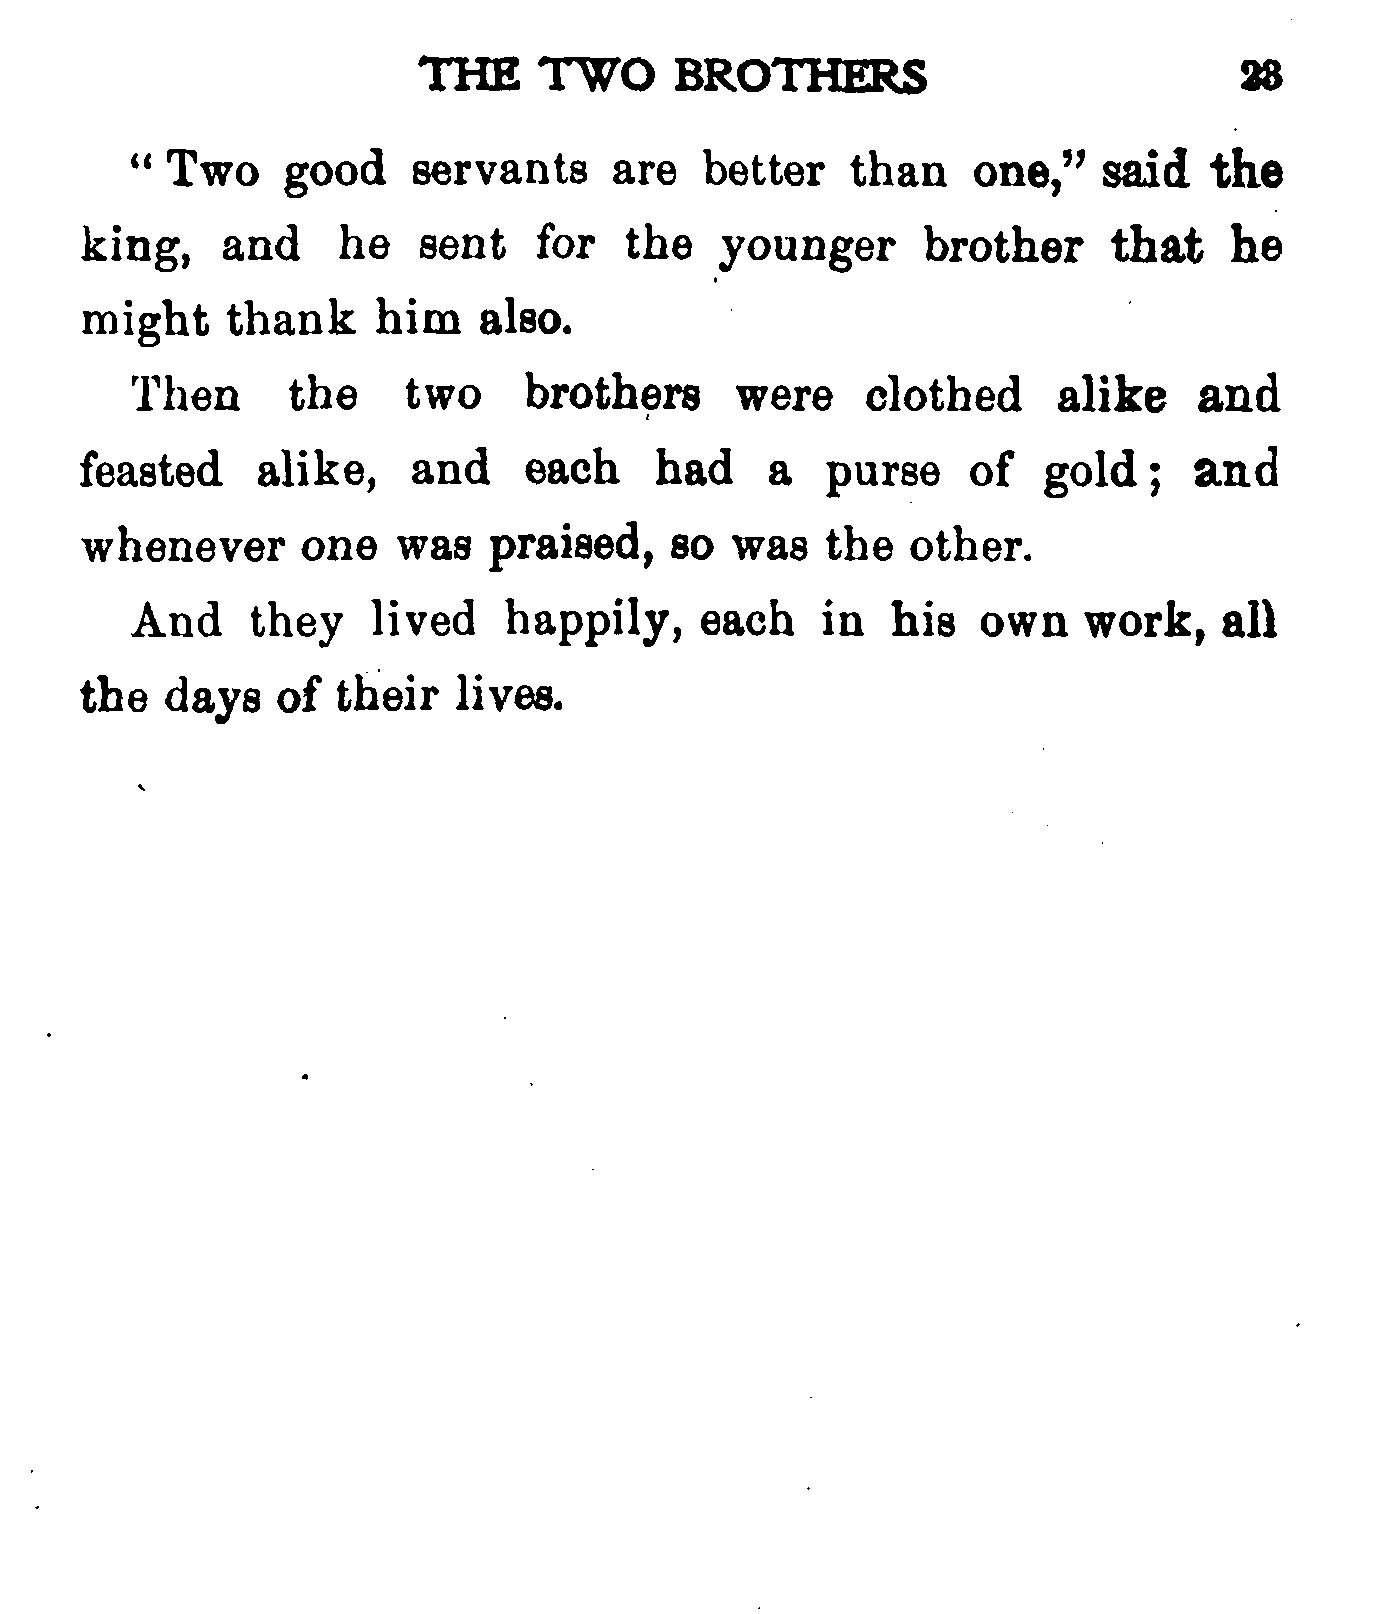 THE TWO BROTHERS 23
“Two good servants are better than one,” said the
king, and he sent for the younger brother that he
might thank him also.
Then the two brothers were clothed alike and
feasted alike, and each had a purse of gold; and
whenever one was praised, so was the other.
And they lived happily, each in his own work, all
the days of their lives.